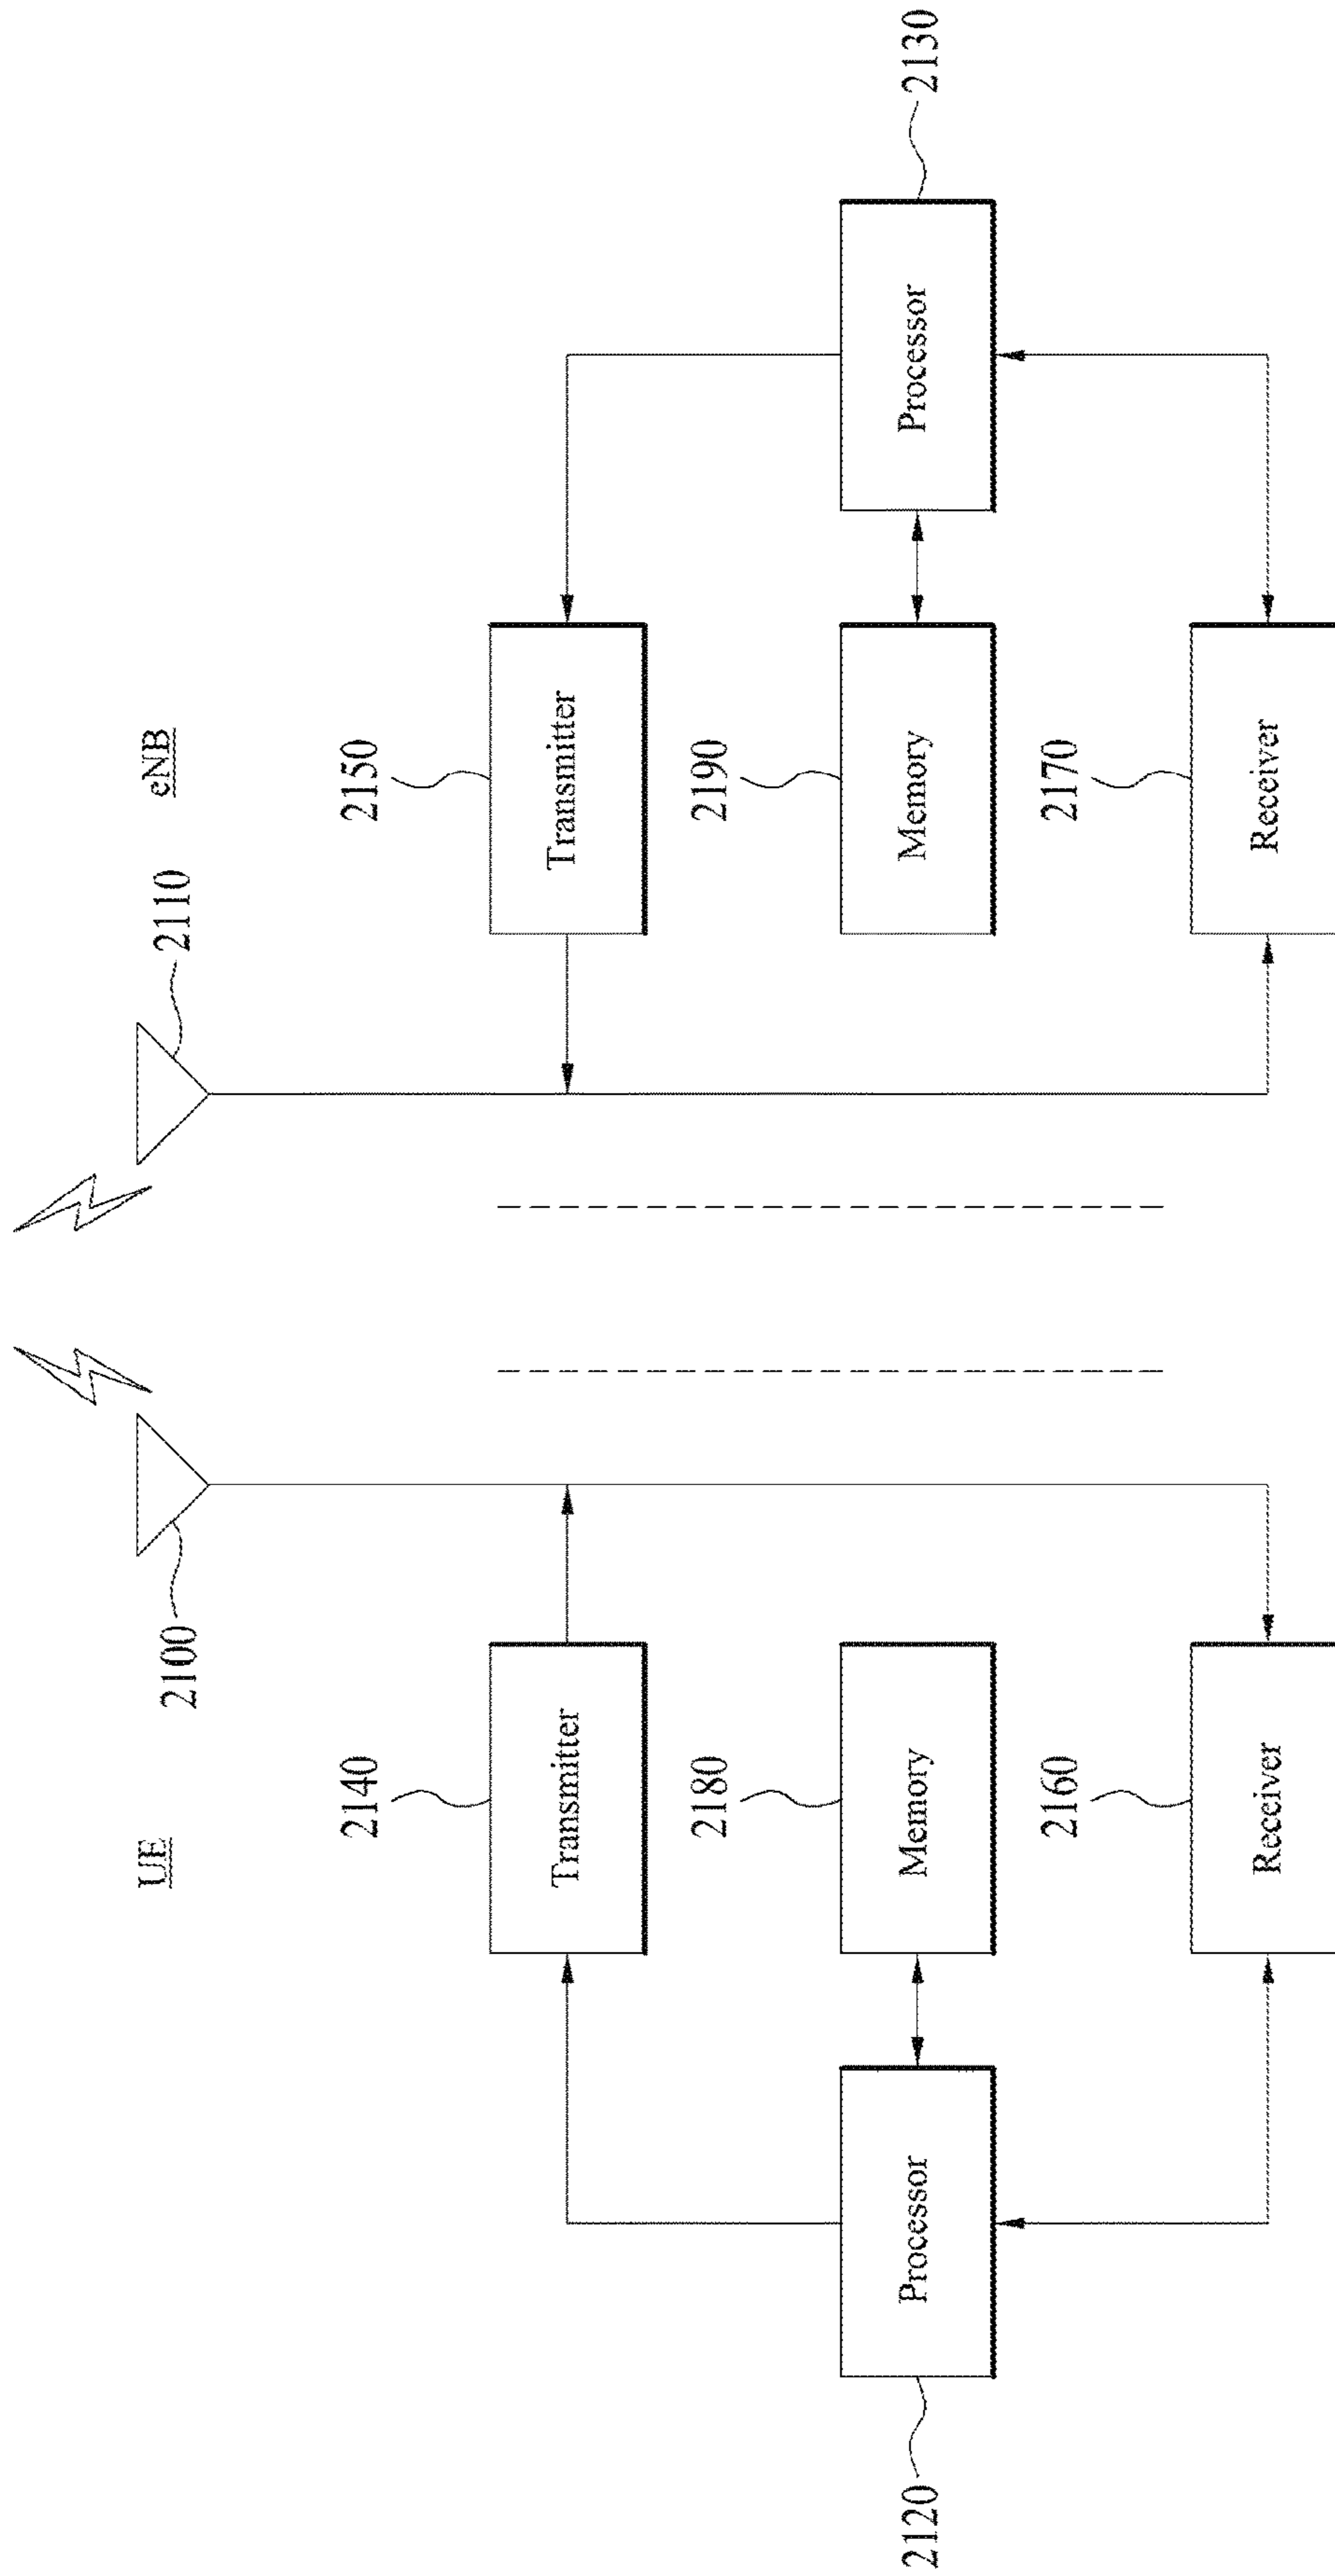 UE
eNB
2100
2110
2140
2150
Transmitter
Transmitter
2180
2190
2120
Processor
Memory
Memory
Processor
2130
2160
2170
Receiver
Receiver